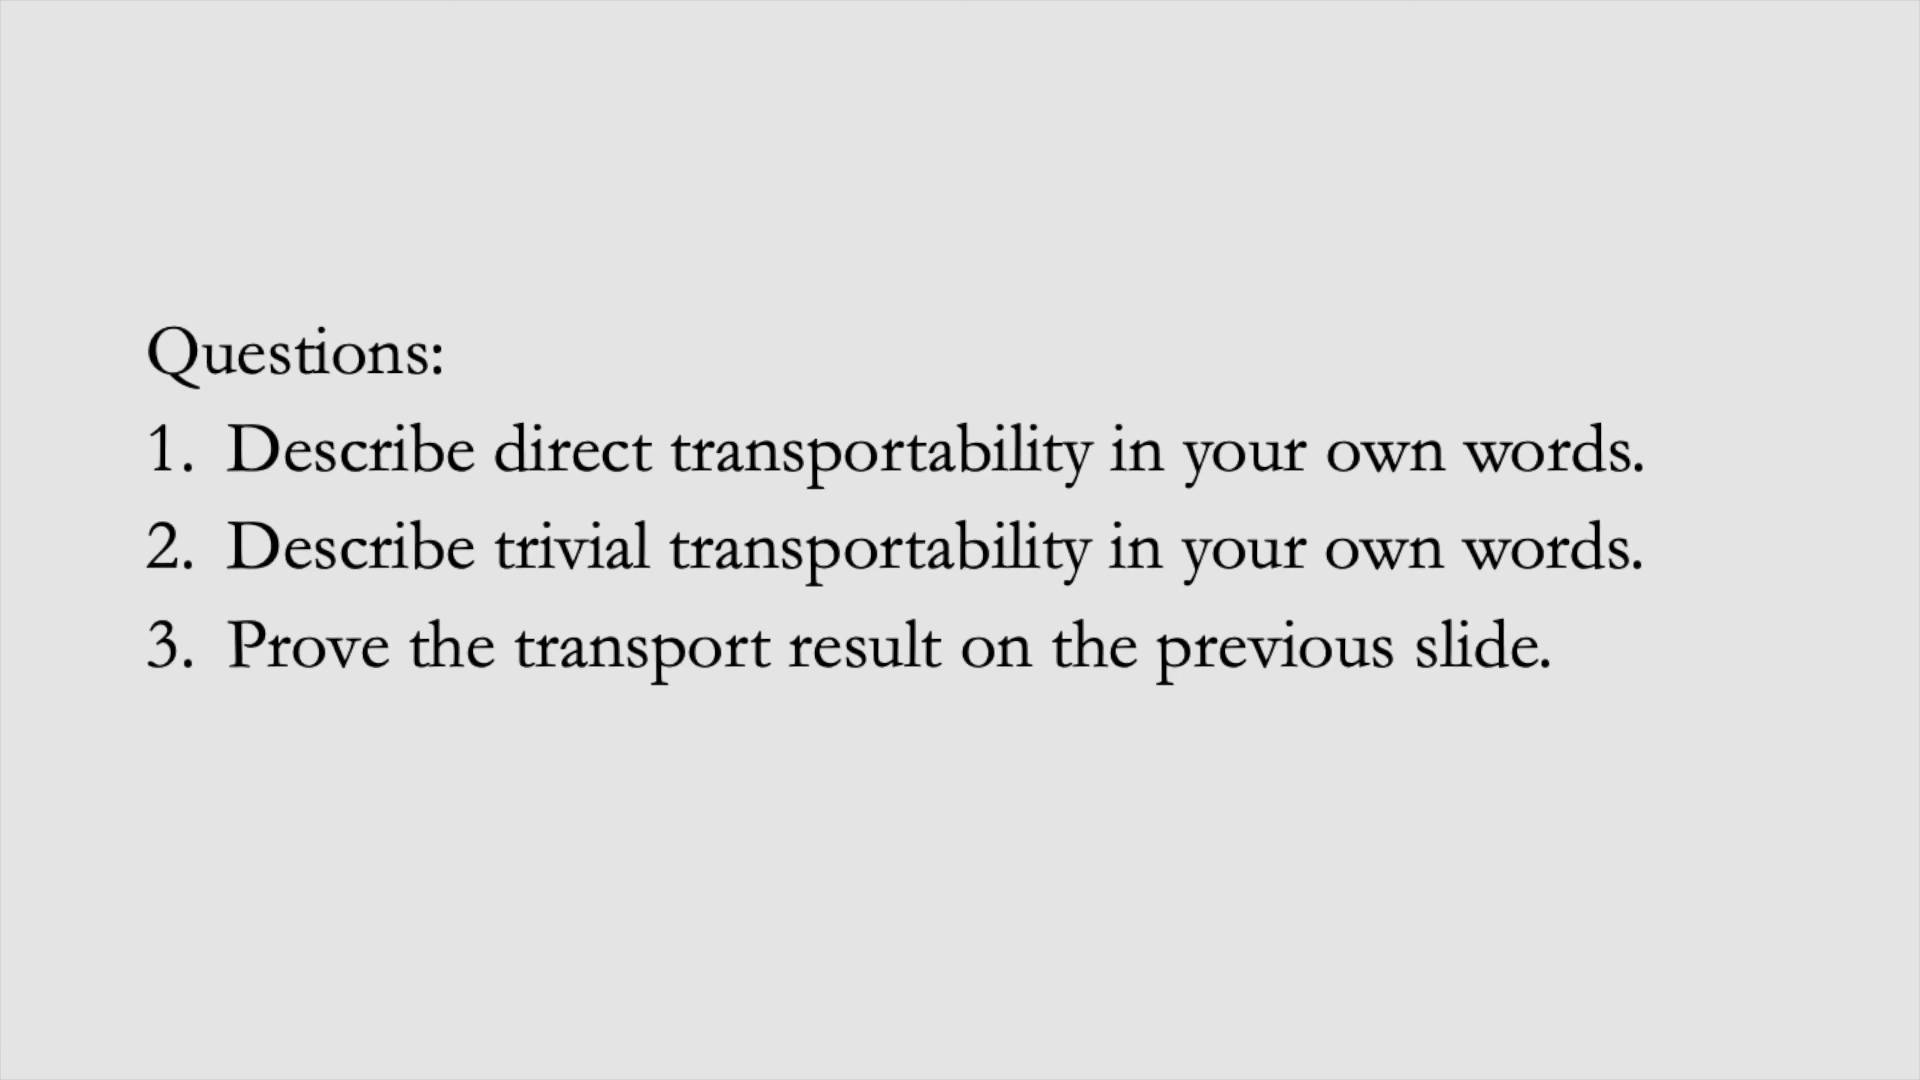 Questions:
1. Describe direct transportability in your own words.
2. Describe trivial transportability in your own words.
3. Prove the transport result on the previous slide.